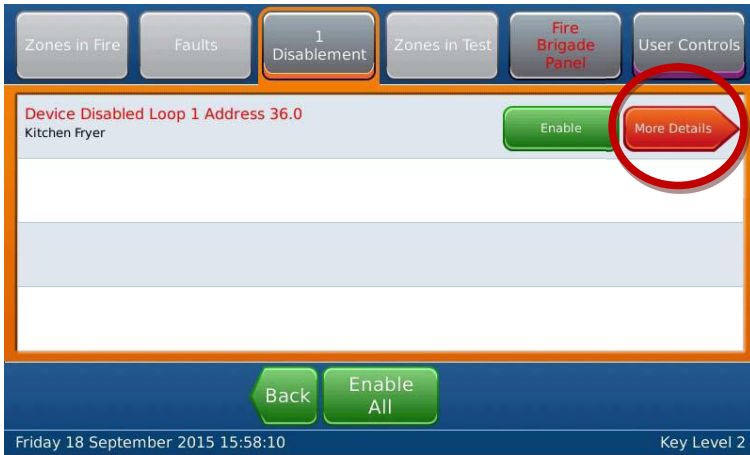 Zones in Fire
Faults
1
Disablement
Zones in Test
Fire
Brigade
Panel
User Controls
Device Disabled Loop 1 Address 36.0
Kitchen Fryer
Enable
More Details
Back
Enable
All
Friday 18 September 2015 15:58:10
Key Level 2